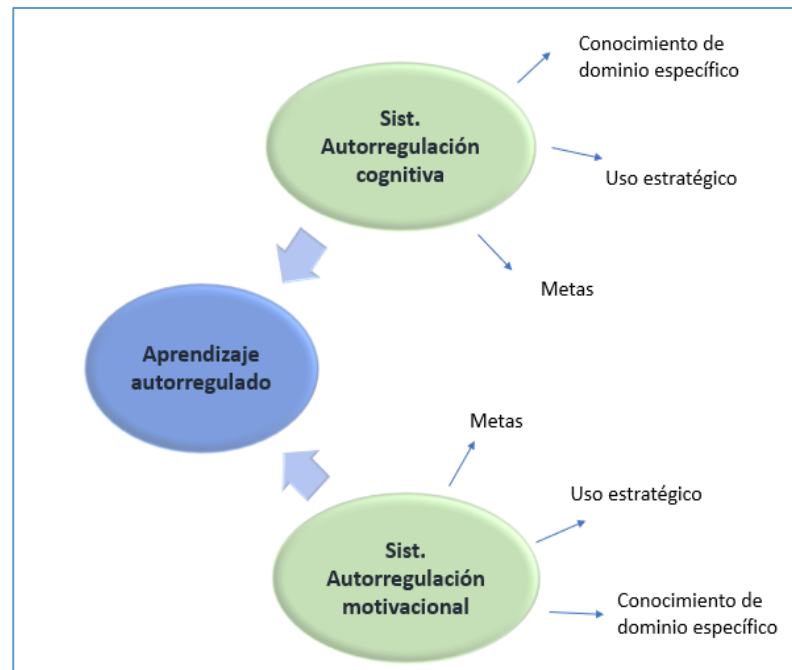 Conocimiento de
dominio específico
Sist.
Autorregulación
cognitiva
Uso estratégico
Metas
Aprendizaje
autorregulado
Metas
Uso estratégico
Sist.
Autorregulación
motivacional
Conocimiento de
dominio específico